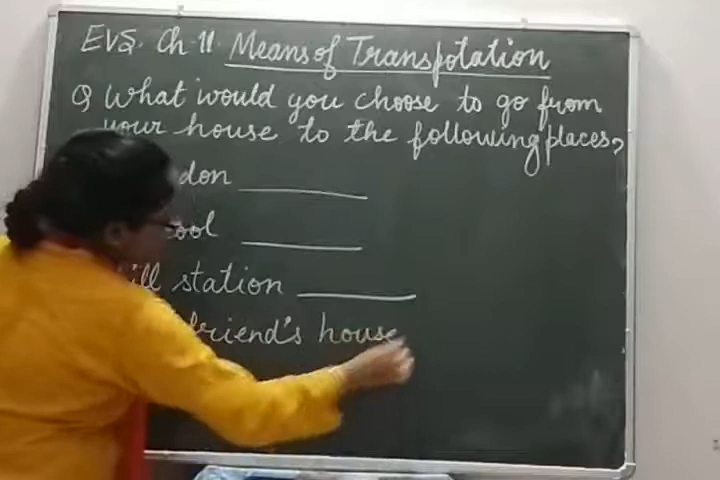 EVS. Ch-11 Means of Transpotation
Q What would you choose to go from
your house to the following places?
don
ool
ill station
friend's house